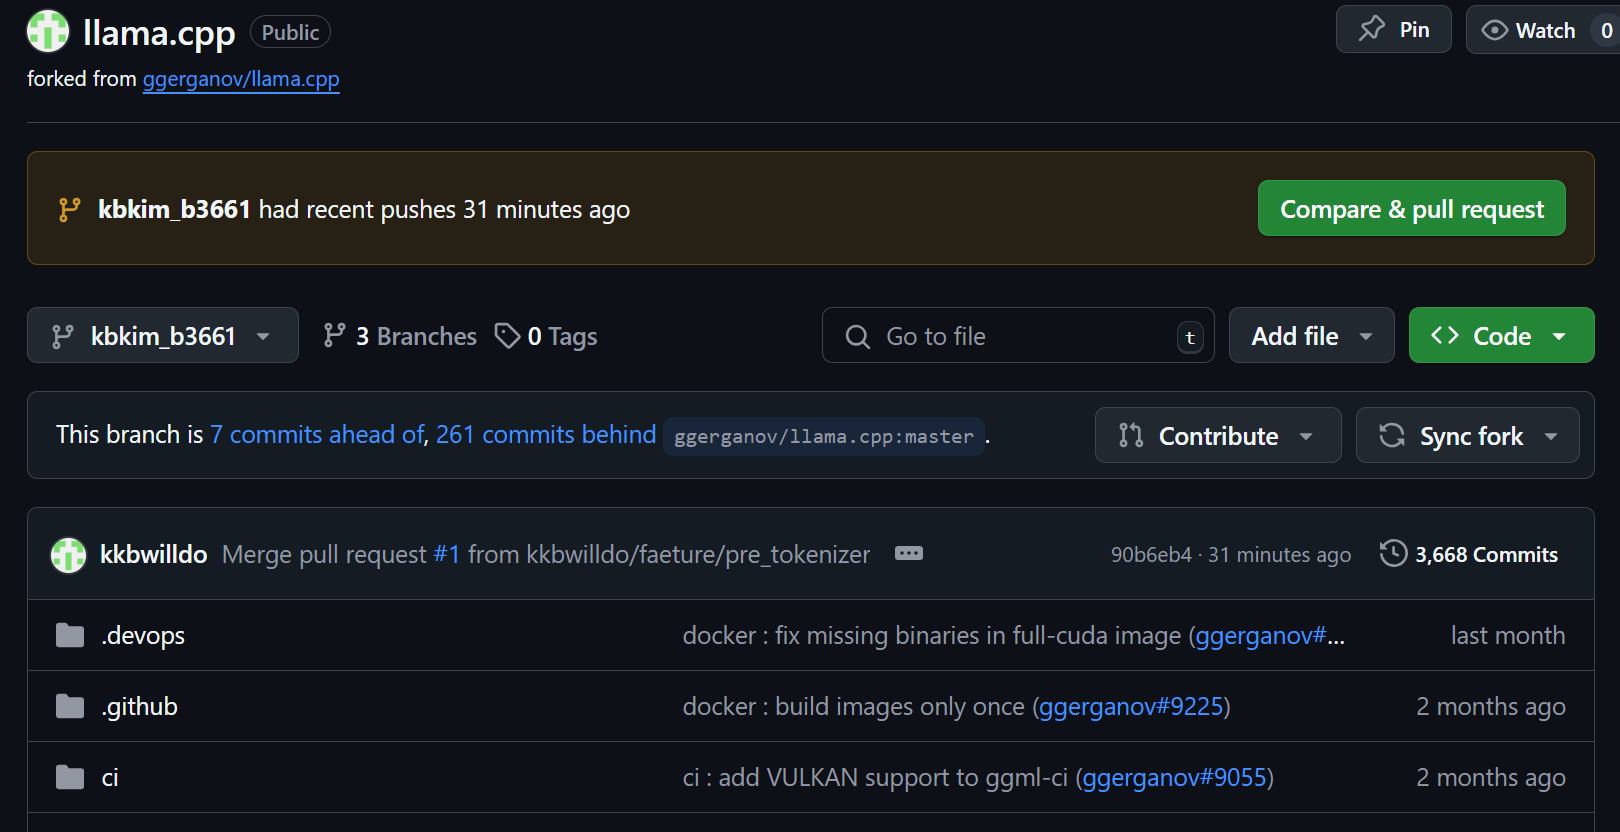 llama.cpp Public Pin Watch 0
forked from ggerganov/llama.cpp
kbkim_b3661 had recent pushes 31 minutes ago Compare & pull request
kbkim_b3661 3 Branches 0 Tags Go to file t Add file Code
This branch is 7 commits ahead of, 261 commits behind ggerganov/llama.cpp:master . Contribute Sync fork
kkbwilldo Merge pull request #1 from kkbwilldo/faeture/pre_tokenizer 90b6eb4 · 31 minutes ago 3,668 Commits
.devops docker : fix missing binaries in full-cuda image (ggerganov#... last month
.github docker : build images only once (ggerganov#9225) 2 months ago
ci ci : add VULKAN support to ggml-ci (ggerganov#9055) 2 months ago